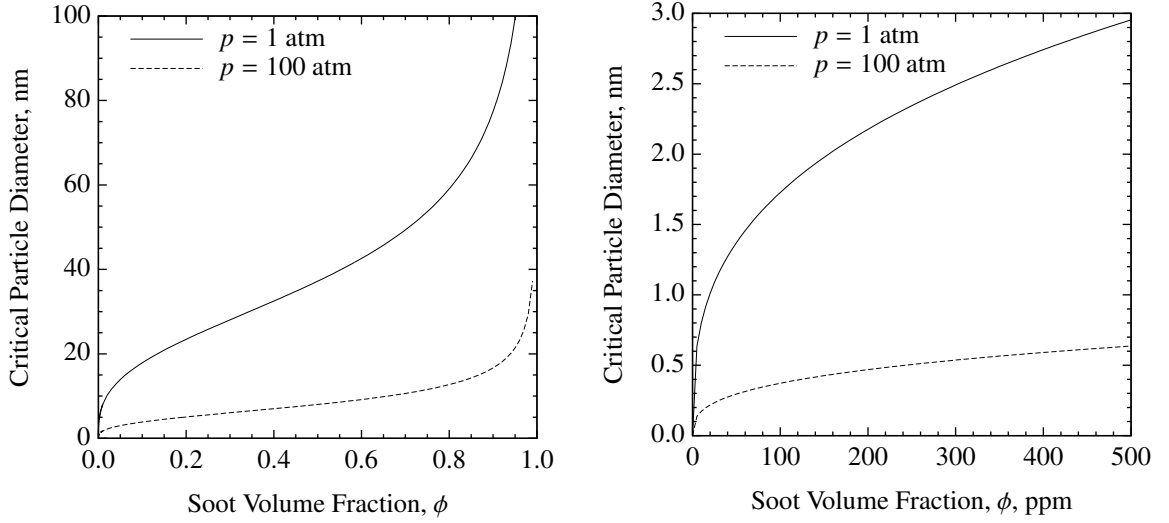 100
80
60
40
20
0
0.0 0.2 0.4 0.6 0.8 1.0
Critical Particle Diameter, nm
Soot Volume Fraction, ϕ
p = 1 atm
p = 100 atm
3.0
2.5
2.0
1.5
1.0
0.5
0.0
0 100 200 300 400 500
Critical Particle Diameter, nm
Soot Volume Fraction, ϕ, ppm
p = 1 atm
p = 100 atm